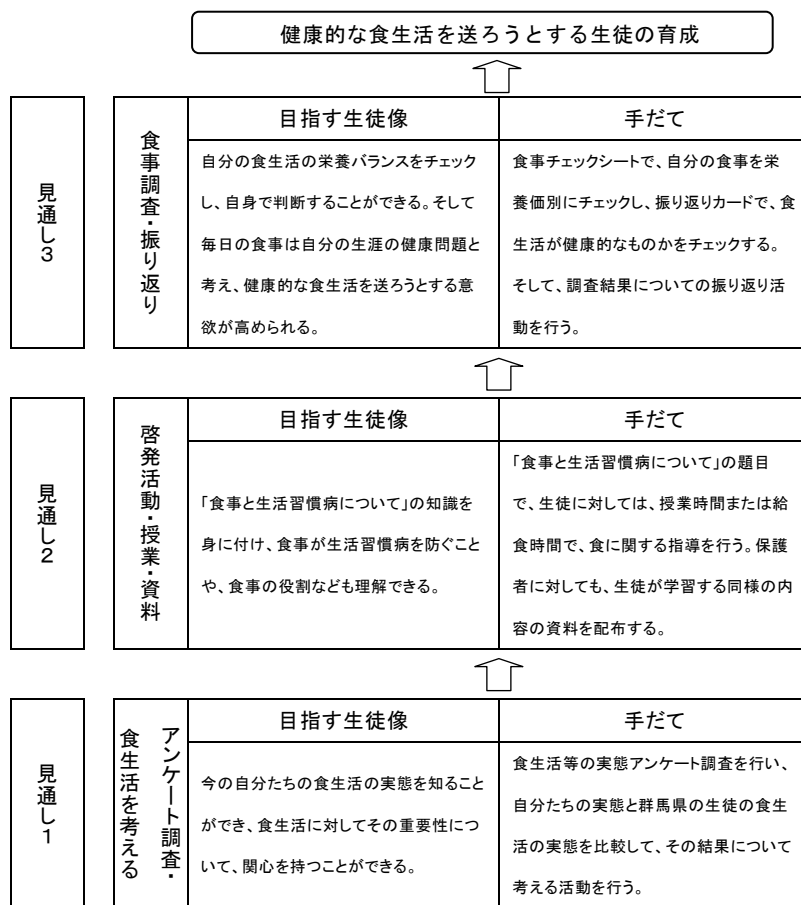 健康的な食生活を送ろうとする生徒の育成
見通し3
食事調査・振り返り
目指す生徒像
自分の食生活の栄養バランスをチェック
し、自身で判断することができる。そして
毎日の食事は自分の生涯の健康問題と
考え、健康的な食生活を送ろうとする意
欲が高められる。
手だて
食事チェックシートで、自分の食事を栄
養価別にチェックし、振り返りカードで、食
生活が健康的なものかをチェックする。
そして、調査結果についての振り返り活
動を行う。
見通し2
啓発活動・授業・資料
目指す生徒像
「食事と生活習慣病について」の知識を
身に付け、食事が生活習慣病を防ぐこと
や、食事の役割なども理解できる。
手だて
「食事と生活習慣病について」の題目
で、生徒に対しては、授業時間または給
食時間で、食に関する指導を行う。保護
者に対しても、生徒が学習する同様の内
容の資料を配布する。
見通し1
アンケート調査・
食生活を考える
目指す生徒像
今の自分たちの食生活の実態を知ること
ができ、食生活に対してその重要性につ
いて、関心を持つことができる。
手だて
食生活等の実態アンケート調査を行い、
自分たちの実態と群馬県の生徒の食生
活の実態を比較して、その結果について
考える活動を行う。